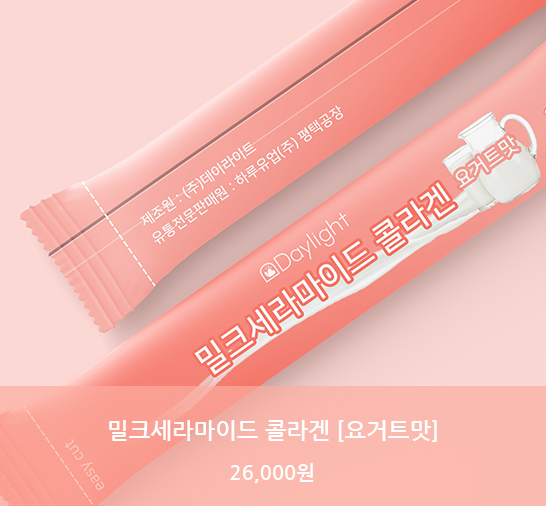 제조원 : (주)데이라이트
유통전문판매원 : 하루유업(주) 평택공장
Daylight
밀크세라마이드 콜라겐 요거트맛
easy cut
밀크세라마이드 콜라겐 [요거트맛]
26,000원